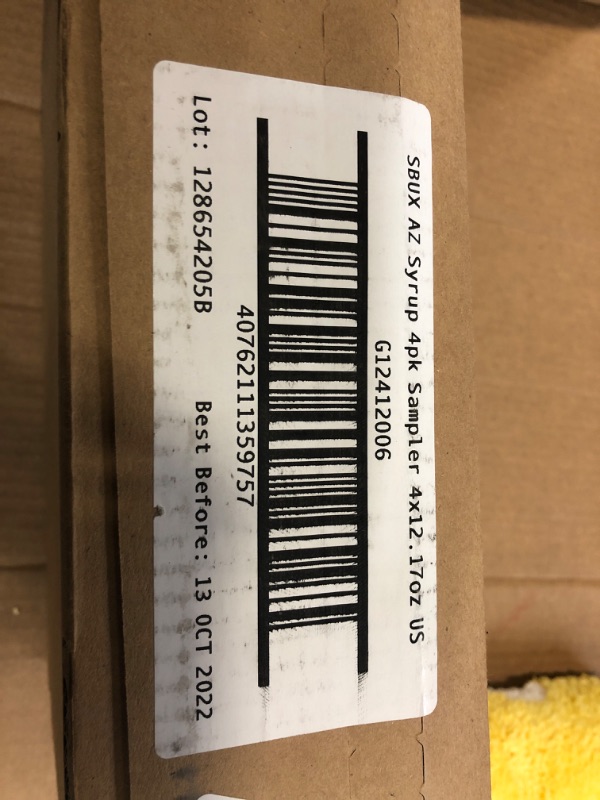 SBUX AZ Syrup 4pk Sampler 4x12.17oz US
G12412006
40762111359757
Lot: 128654205B Best Before: 13 OCT 2022